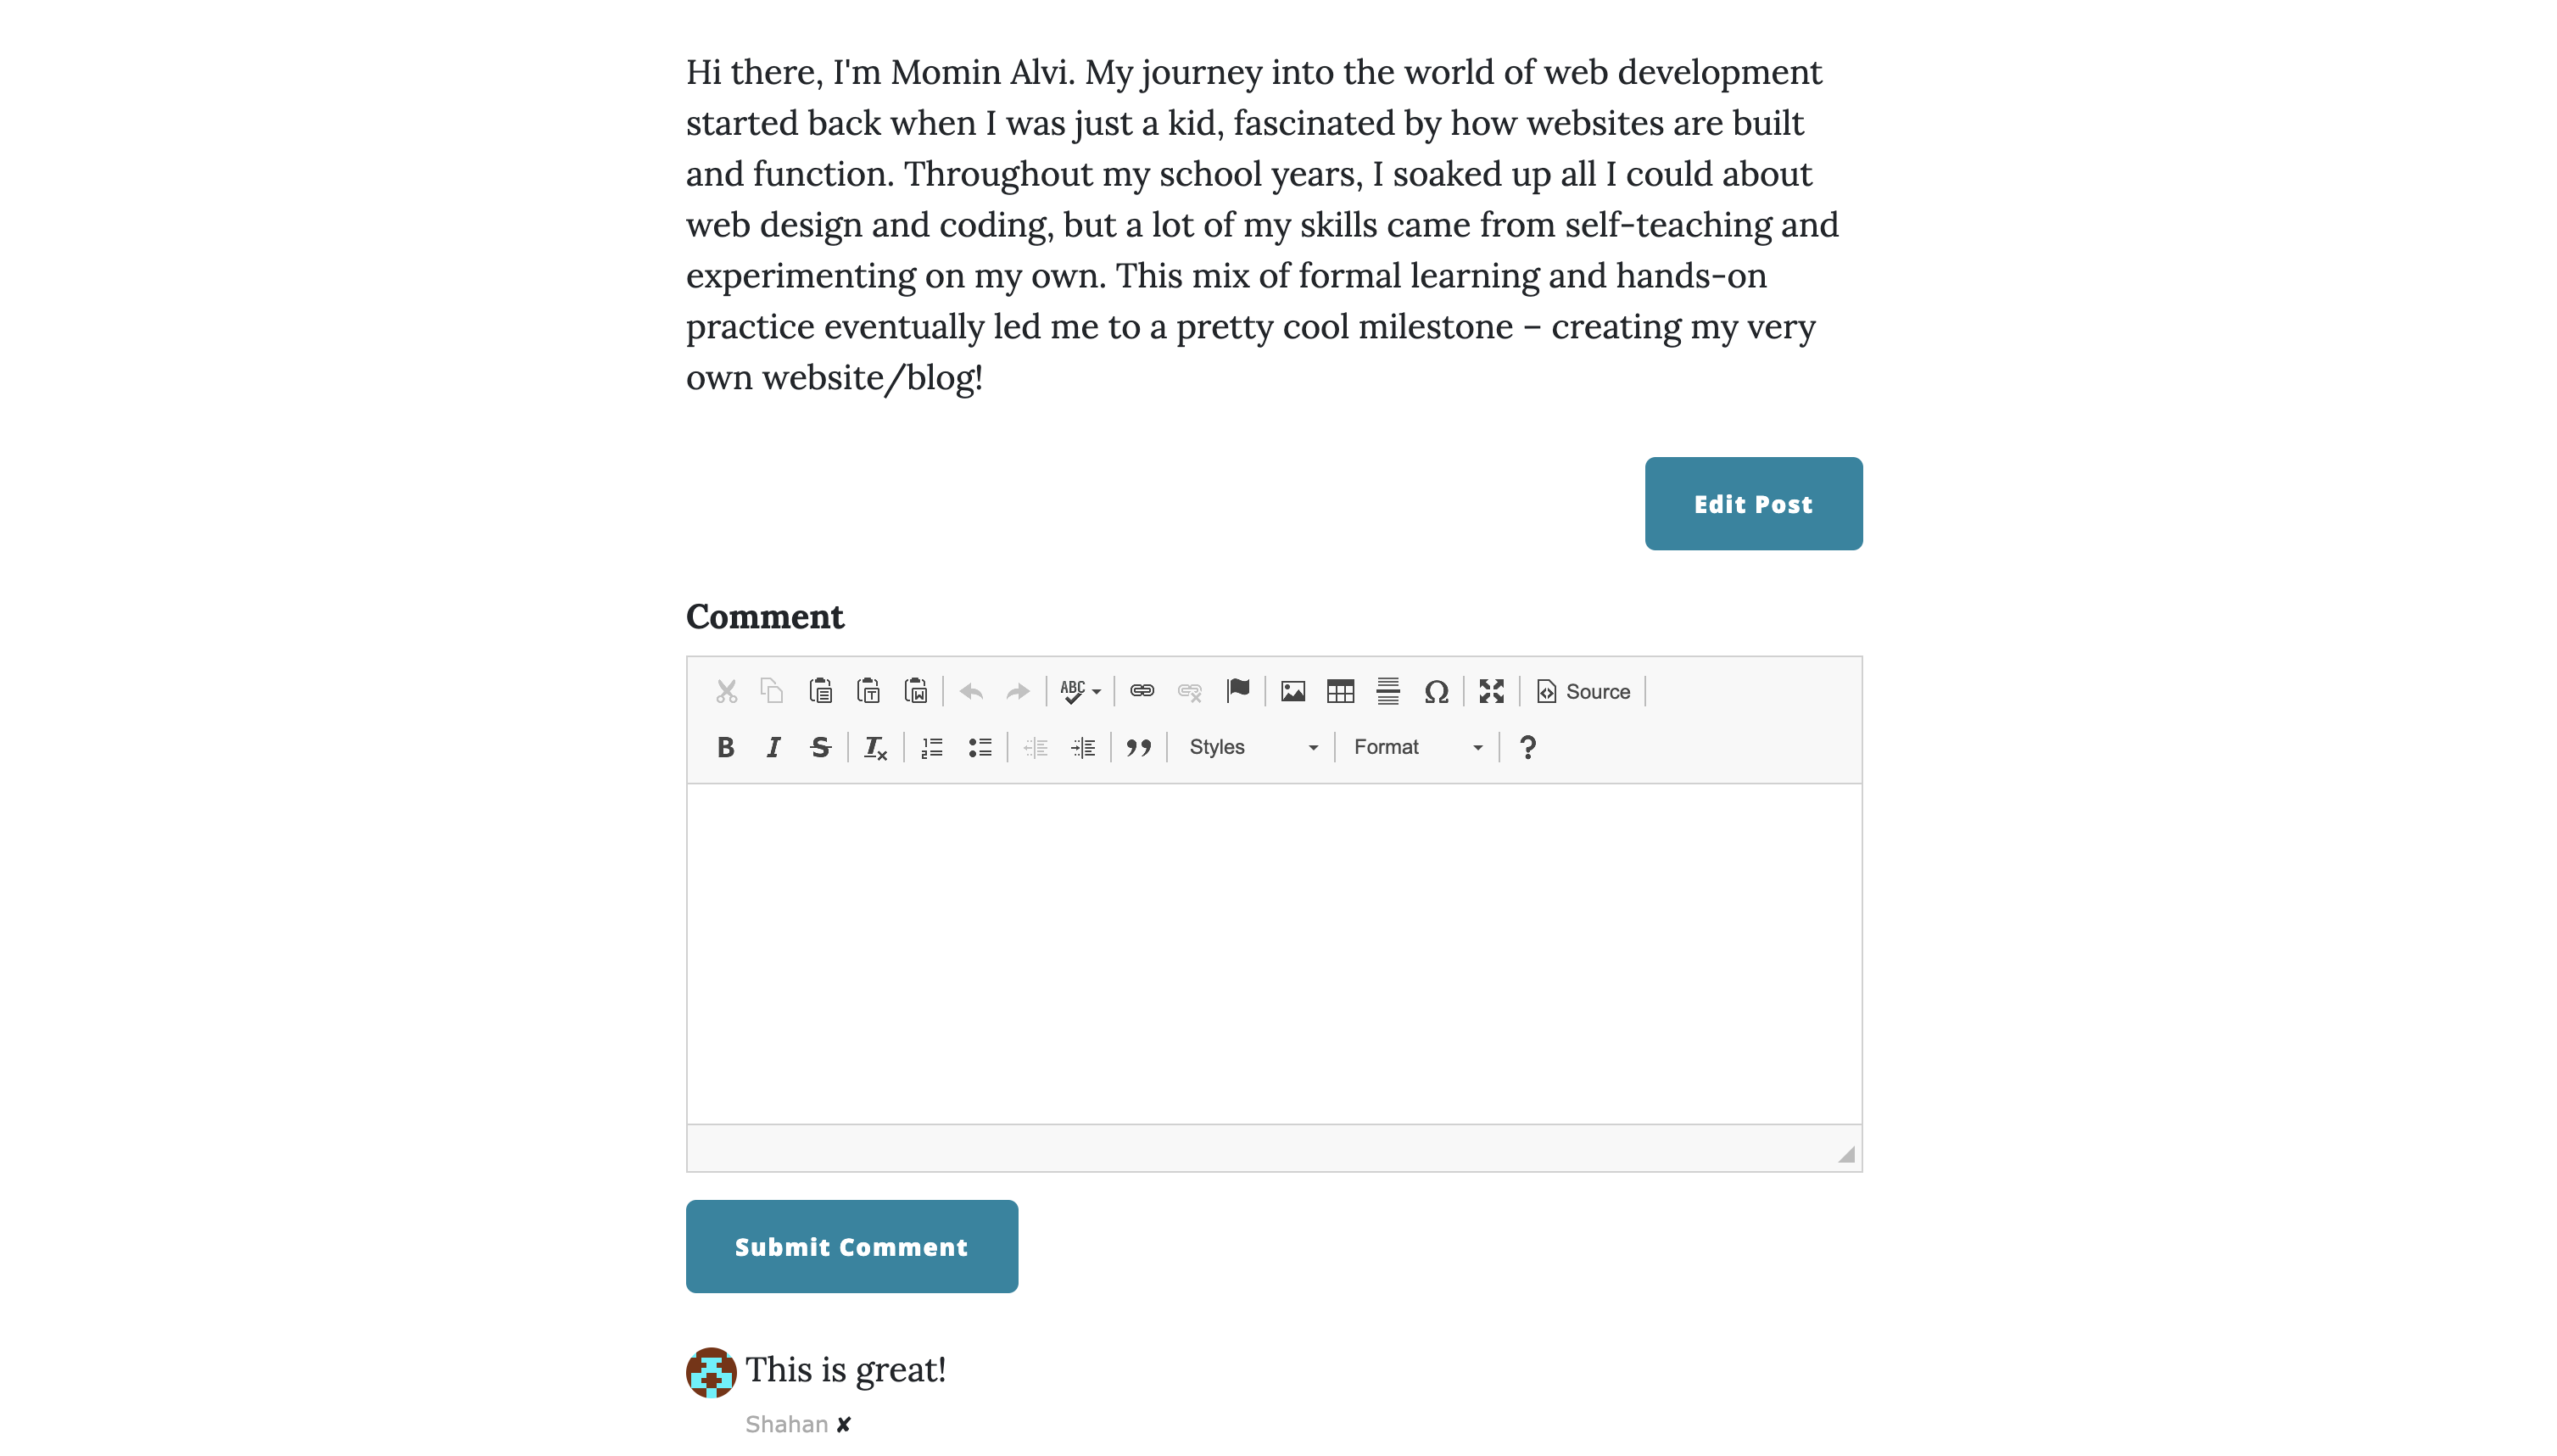 Hi there, I'm Momin Alvi. My journey into the world of web development
started back when I was just a kid, fascinated by how websites are built
and function. Throughout my school years, I soaked up all I could about
web design and coding, but a lot of my skills came from self-teaching and
experimenting on my own. This mix of formal learning and hands-on
practice eventually led me to a pretty cool milestone – creating my very
own website/blog!
Edit Post
Comment
Source
Styles Format
Submit Comment
This is great!
Shahan ✘